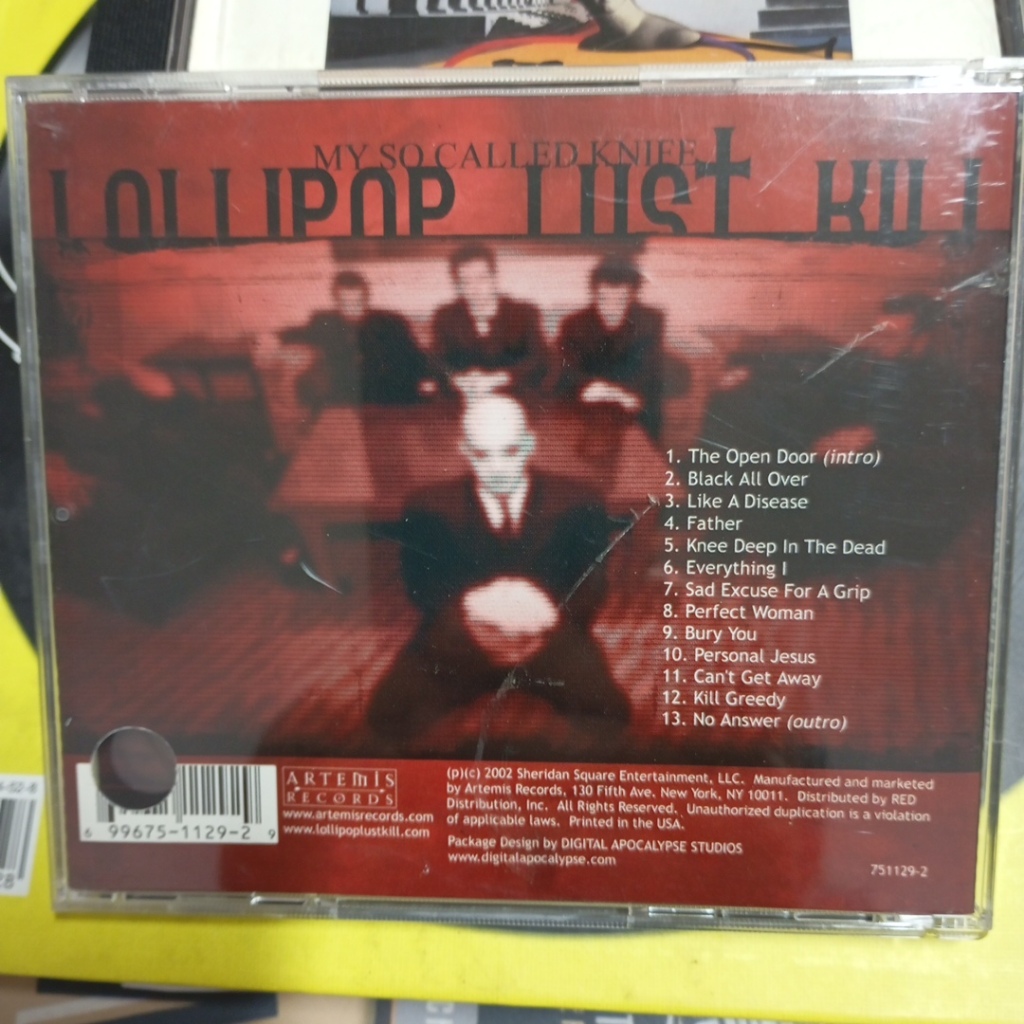 MY SO CALLED KNIFE
LOLLIPOP LUST KILL
1. The Open Door (intro)
2. Black All Over
3. Like A Disease
4. Father
5. Knee Deep In The Dead
6. Everything I
7. Sad Excuse For A Grip
8. Perfect Woman
9. Bury You
10. Personal Jesus
11. Can't Get Away
12. Kill Greedy
13. No Answer (outro)
6 99675-1129-2 9
ARTEMIS
RECORDS
www.artemisrecords.com
www.lollipoplustkill.com
(p)(c) 2002 Sheridan Square Entertainment, LLC. Manufactured and marketed
by Artemis Records, 130 Fifth Ave. New York, NY 10011. Distributed by RED
Distribution, Inc. All Rights Reserved. Unauthorized duplication is a violation
of applicable laws. Printed in the USA.
Package Design by DIGITAL APOCALYPSE STUDIOS
www.digitalapocalypse.com
751129-2